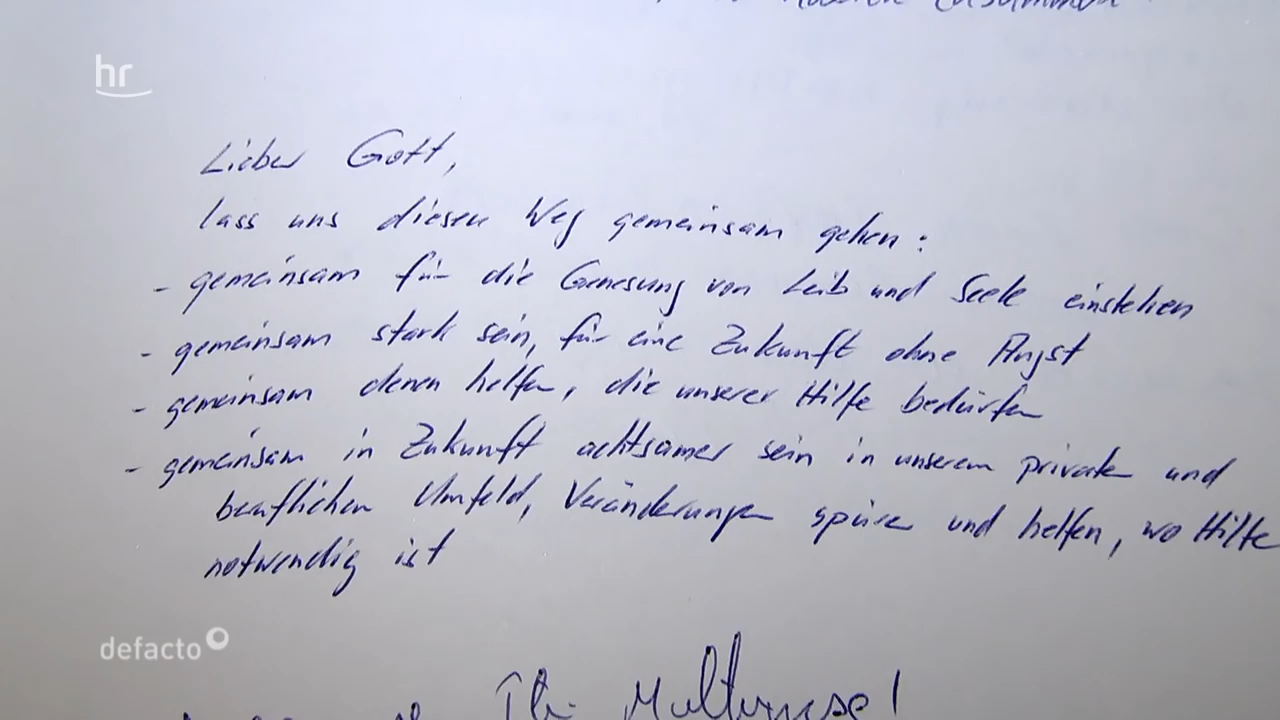 hr
Lieber Gott,
lass uns diesen Weg gemeinsam gehen:
- gemeinsam für die Genesung von Leib und Seele einstehen
- gemeinsam stark sein, für eine Zukunft ohne Angst
- gemeinsam denen helfen, die unserer Hilfe bedürfen
- gemeinsam in Zukunft achtsamer sein in unserem privaten und
beruflichen Umfeld, Veränderungen spüren und helfen, wo Hilfe
notwendig ist
defacto